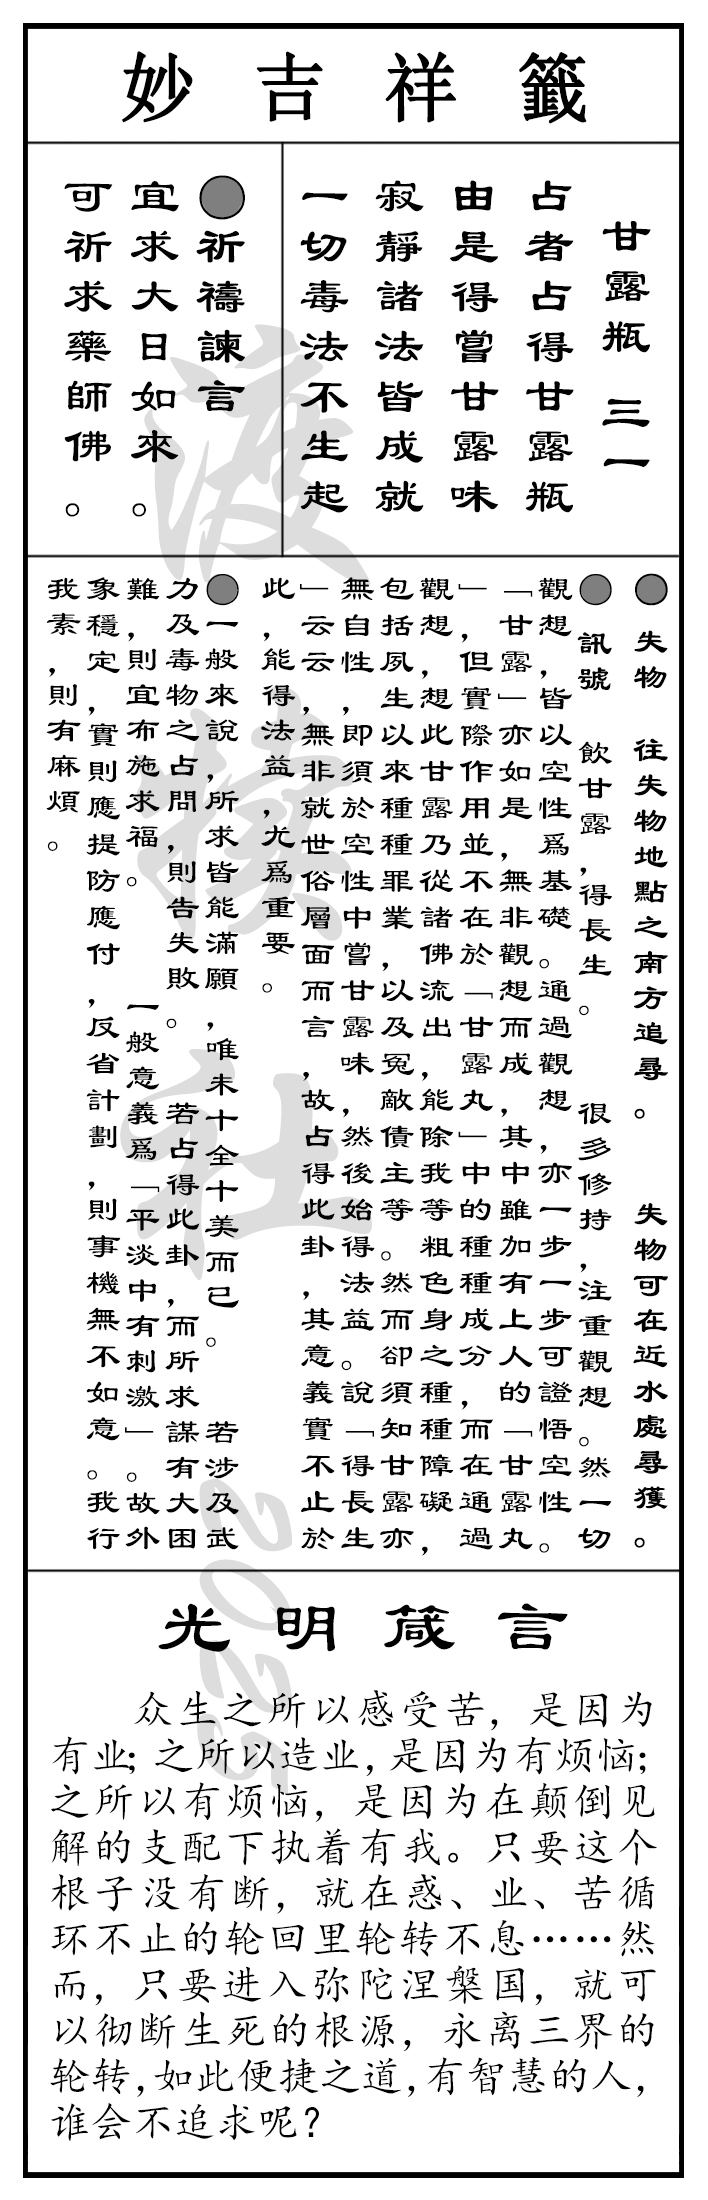 妙吉祥籤
甘露瓶 三一
占者占得甘露瓶
由是得嘗甘露味
寂靜諸法皆成就
一切毒法不生起
●祈禱諫言
宜求大日如來。
可祈求藥師佛。
● 失物 往失物地點之南方追尋。 失物可在近水處尋獲。
● 訊號 飲甘露，得長生。 很多修持，注重觀想。然一切
觀想，皆以空性爲基礎。通過觀想，亦一步一步可證悟空性。
「甘露」亦如是，無非觀想而成，其中雖加有上人的「甘露丸
」，但實際作用並不在於「甘露丸」中的種種成分，而在通過
觀想，想此甘露乃從諸佛流出，能除我等粗色身之種種障礙，
包括夙生以來種種罪業，以及冤敵債主等。然而卻須知甘露亦
無自性，即須於空性中嘗甘露味，然後始得法益。說「得長生
」云云，無非就世俗層面而言，故占得此卦，其意義實不止於
此，能得法益，尤爲重要。
●一般來說，所求皆能滿願，唯未十全十美而已。 若涉及武
力及毒物之占問，則告失敗。 若占得此卦，而所求謀有大困
難，則宜布施求福。 一般意義爲「平淡中有刺激」。故外
象穩定，實則應提防應付，反省計劃，則事機無不如意。我行
我素，則有麻煩。
光明箴言
众生之所以感受苦，是因为
有业；之所以造业，是因为有烦恼；
之所以有烦恼，是因为在颠倒见
解的支配下执着有我。只要这个
根子没有断，就在惑、业、苦循
环不止的轮回里轮转不息……然
而，只要进入弥陀涅槃国，就可
以彻断生死的根源，永离三界的
轮转，如此便捷之道，有智慧的人，
谁会不追求呢？
2025